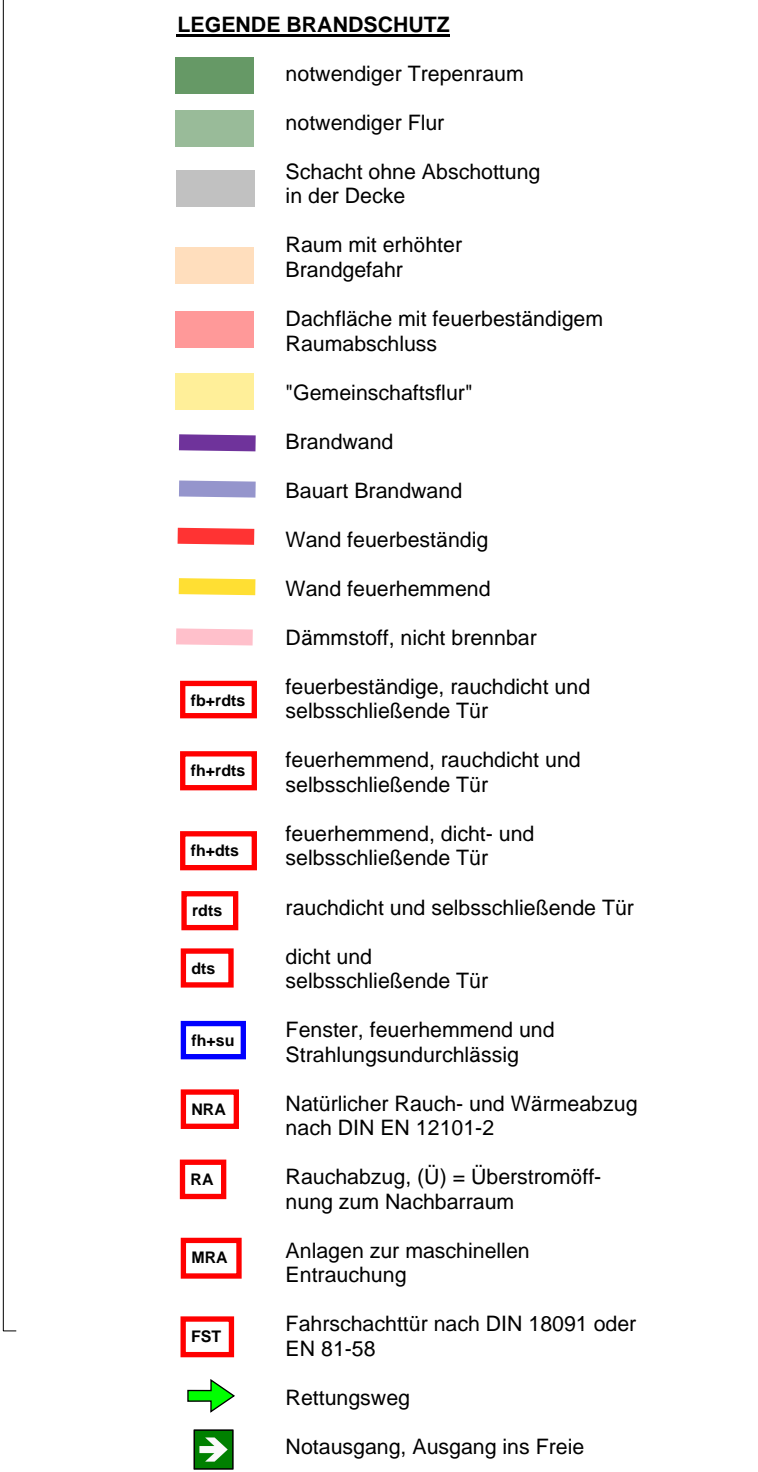 LEGENDE BRANDSCHUTZ
notwendiger Trepenraum
notwendiger Flur
Schacht ohne Abschottung
in der Decke
Raum mit erhöhter
Brandgefahr
Dachfläche mit feuerbeständigem
Raumabschluss
"Gemeinschaftsflur"
Brandwand
Bauart Brandwand
Wand feuerbeständig
Wand feuerhemmend
Dämmstoff, nicht brennbar
fb+rdts feuerbeständige, rauchdicht und
selbsschließende Tür
fh+rdts feuerhemmend, rauchdicht und
selbsschließende Tür
fh+dts feuerhemmend, dicht- und
selbsschließende Tür
rdts rauchdicht und selbsschließende Tür
dts dicht und
selbsschließende Tür
fh+su Fenster, feuerhemmend und
Strahlungsundurchlässig
NRA Natürlicher Rauch- und Wärmeabzug
nach DIN EN 12101-2
RA Rauchabzug, (Ü) = Überstromöff-
nung zum Nachbarraum
MRA Anlagen zur maschinellen
Entrauchung
FST Fahrschachttür nach DIN 18091 oder
EN 81-58
Rettungsweg
Notausgang, Ausgang ins Freie